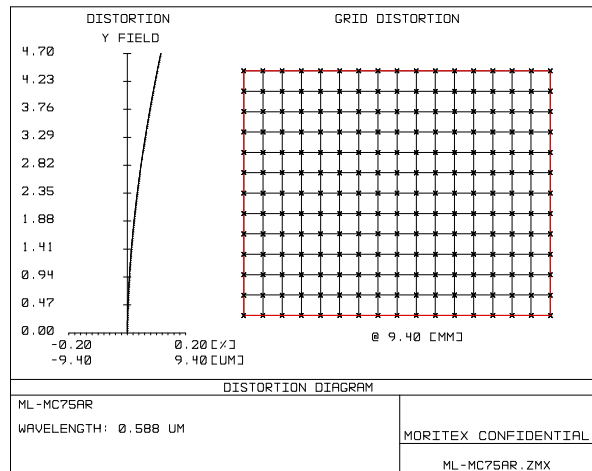 DISTORTION
Y FIELD
GRID DISTORTION
4.70
4.23
3.76
3.29
2.82
2.35
1.88
1.41
0.94
0.47
0.00
-0.20 0.20[%]
-9.40 9.40[UM]
@ 9.40 [MM]
DISTORTION DIAGRAM
ML-MC75AR
WAVELENGTH: 0.588 UM
MORITEX CONFIDENTIAL
ML-MC75AR.ZMX